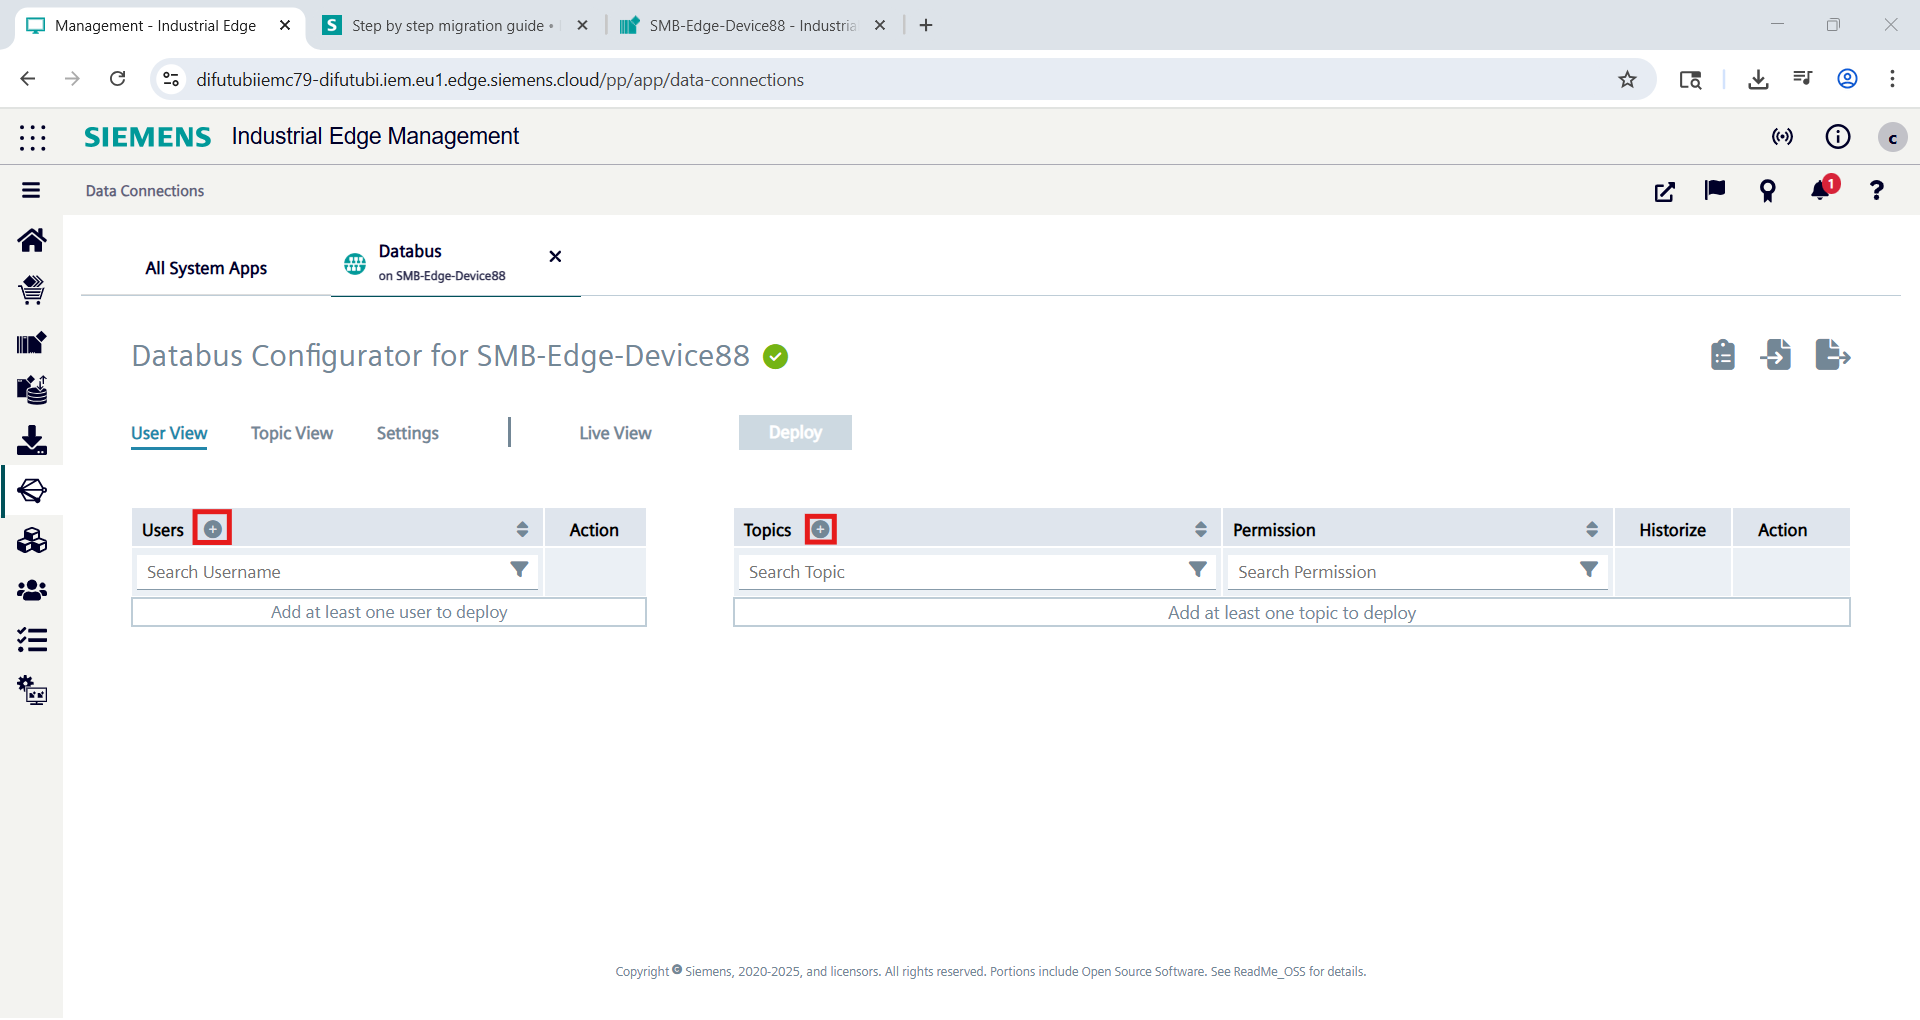 Management - Industrial Edge
Step by step migration guide •
SMB-Edge-Device88 - Industria
difutubiiemc79-difutubi.iem.eu1.edge.siemens.cloud/pp/app/data-connections
SIEMENS Industrial Edge Management
c
Data Connections
1
All System Apps
Databus
on SMB-Edge-Device88
Databus Configurator for SMB-Edge-Device88
User View
Topic View
Settings
Live View
Deploy
Users
Action
Topics
Permission
Historize
Action
Search Username
Search Topic
Search Permission
Add at least one user to deploy
Add at least one topic to deploy
Copyright © Siemens, 2020-2025, and licensors. All rights reserved. Portions include Open Source Software. See ReadMe_OSS for details.